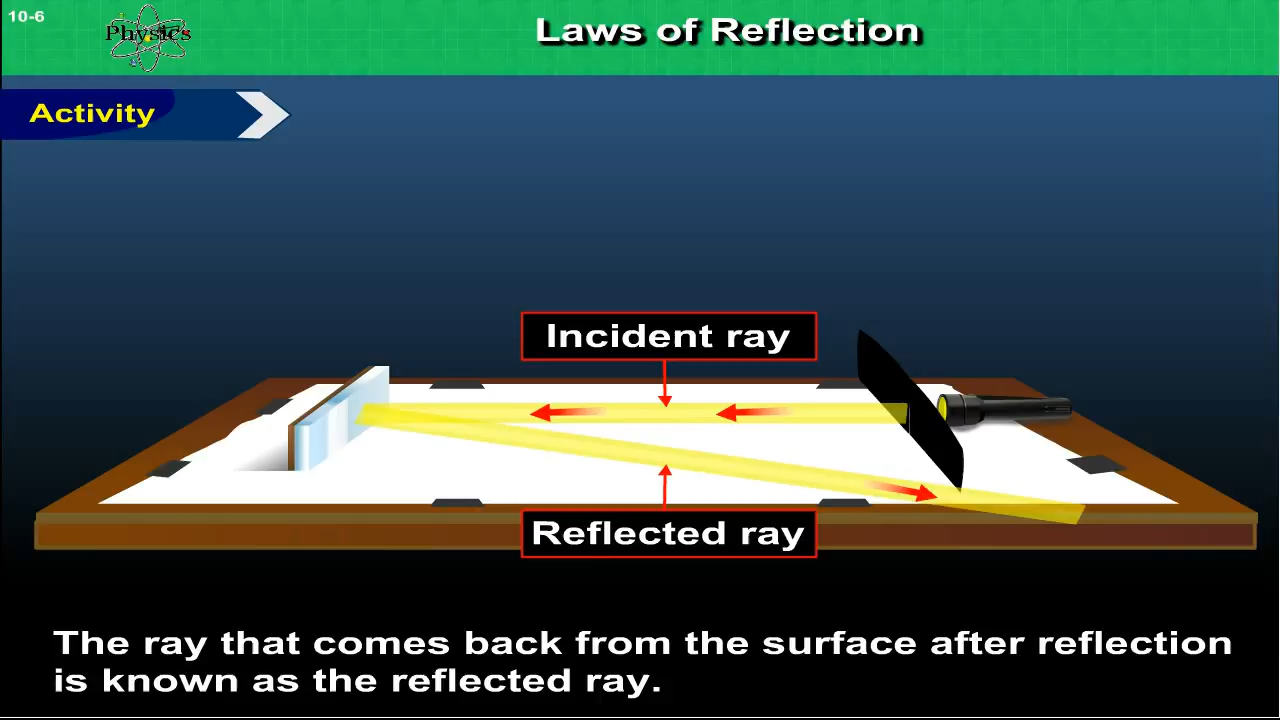 10-6
Physics
Laws of Reflection
Activity
Incident ray
Reflected ray
The ray that comes back from the surface after reflection
is known as the reflected ray.